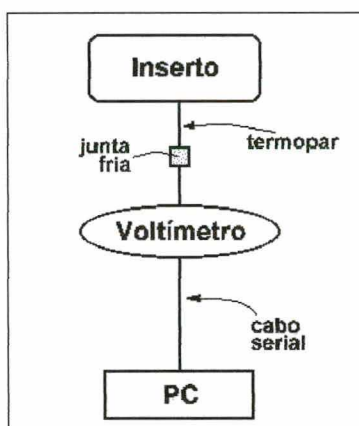 Inserto
junta
fria
termopar
Voltímetro
cabo
serial
PC